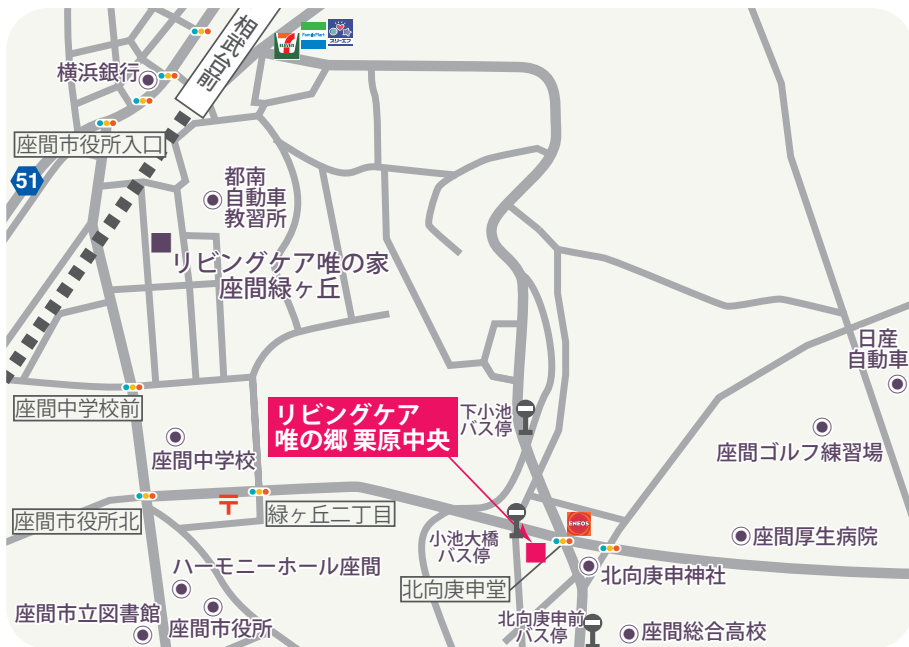 相武台前
ELEVEN
FamilyMart
スリーエフ
横浜銀行
座間市役所入口
51
都南
自動車
教習所
リビングケア唯の家
座間緑ヶ丘
日産
自動車
座間中学校前
リビングケア
唯の郷 栗原中央
下小池
バス停
座間中学校
座間ゴルフ練習場
座間市役所北
緑ヶ丘二丁目
ENEOS
小池大橋
バス停
座間厚生病院
ハーモニーホール座間
北向庚申堂
北向庚申神社
座間市立図書館
座間市役所
北向庚申前
バス停
座間総合高校